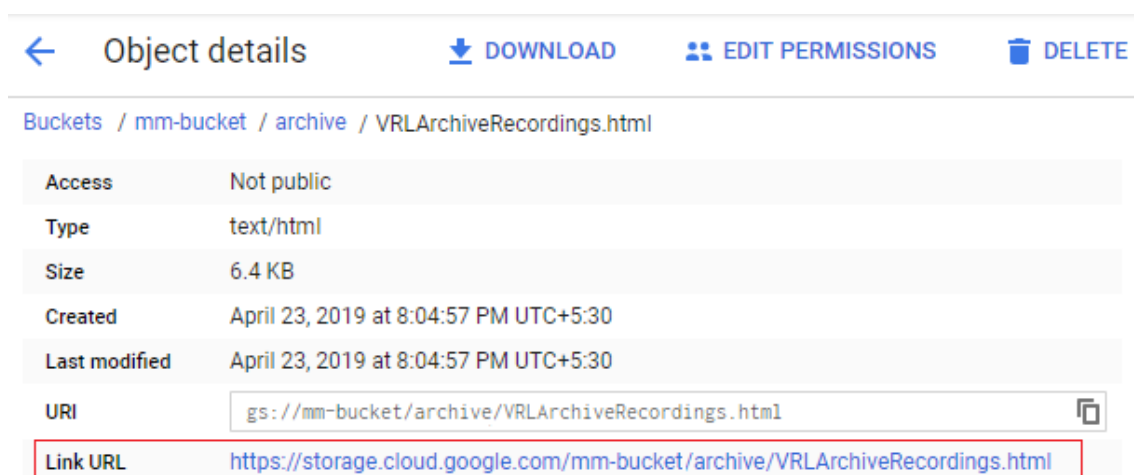 Object details DOWNLOAD EDIT PERMISSIONS DELETE
Buckets / mm-bucket / archive / VRLArchiveRecordings.html
Access Not public
Type text/html
Size 6.4 KB
Created April 23, 2019 at 8:04:57 PM UTC+5:30
Last modified April 23, 2019 at 8:04:57 PM UTC+5:30
URI gs://mm-bucket/archive/VRLArchiveRecordings.html
Link URL https://storage.cloud.google.com/mm-bucket/archive/VRLArchiveRecordings.html